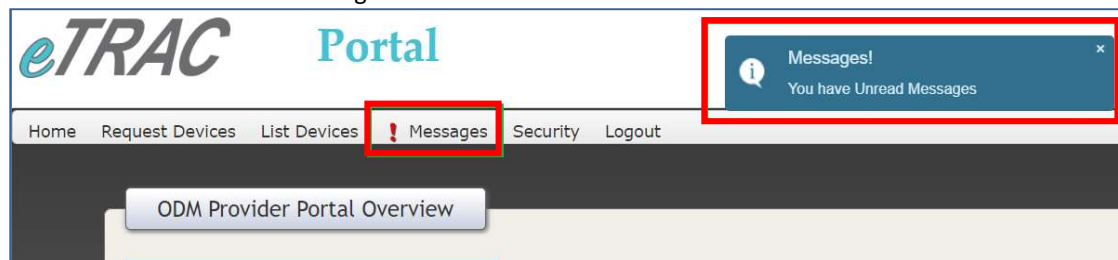 eTRAC Portal
Messages!
×
You have Unread Messages
Home Request Devices List Devices ! Messages Security Logout
ODM Provider Portal Overview